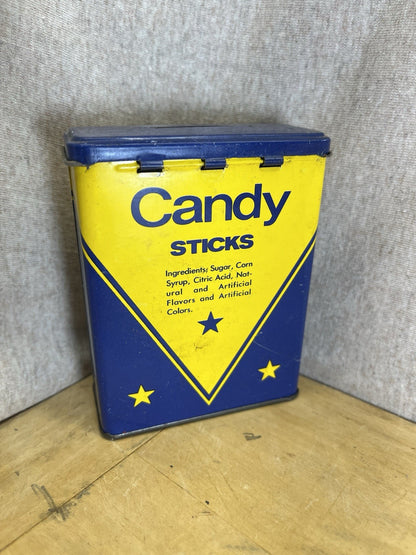 Candy
STICKS
Ingredients; Sugar, Corn
Syrup, Citric Acid, Nat-
ural and Artificial
Flavors and Artificial
Colors.